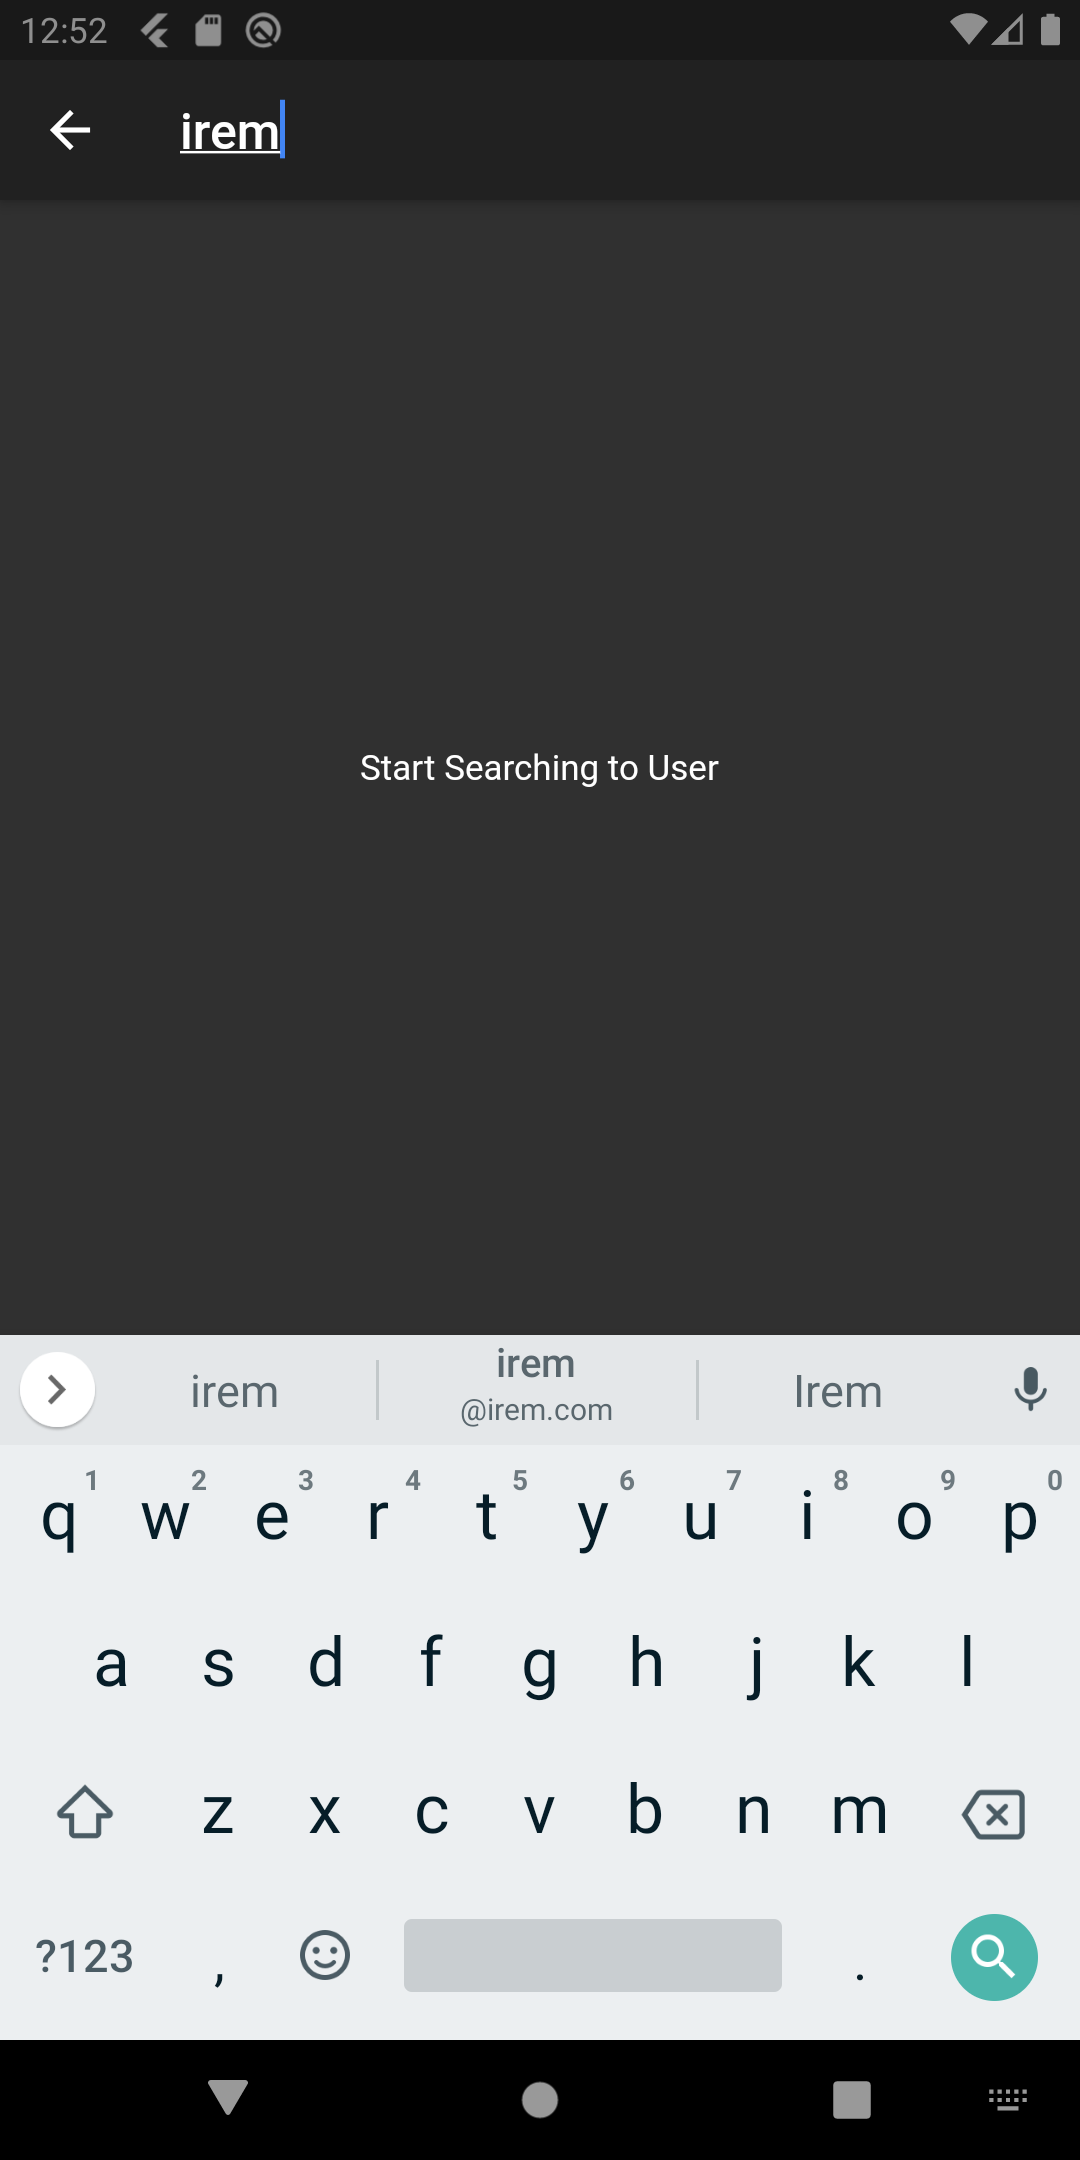 12:52
irem
Start Searching to User
irem
irem
@irem.com
Irem
1 2 3 4 5 6 7 8 9 0
q w e r t y u i o p
a s d f g h j k l
z x c v b n m
?123 , .